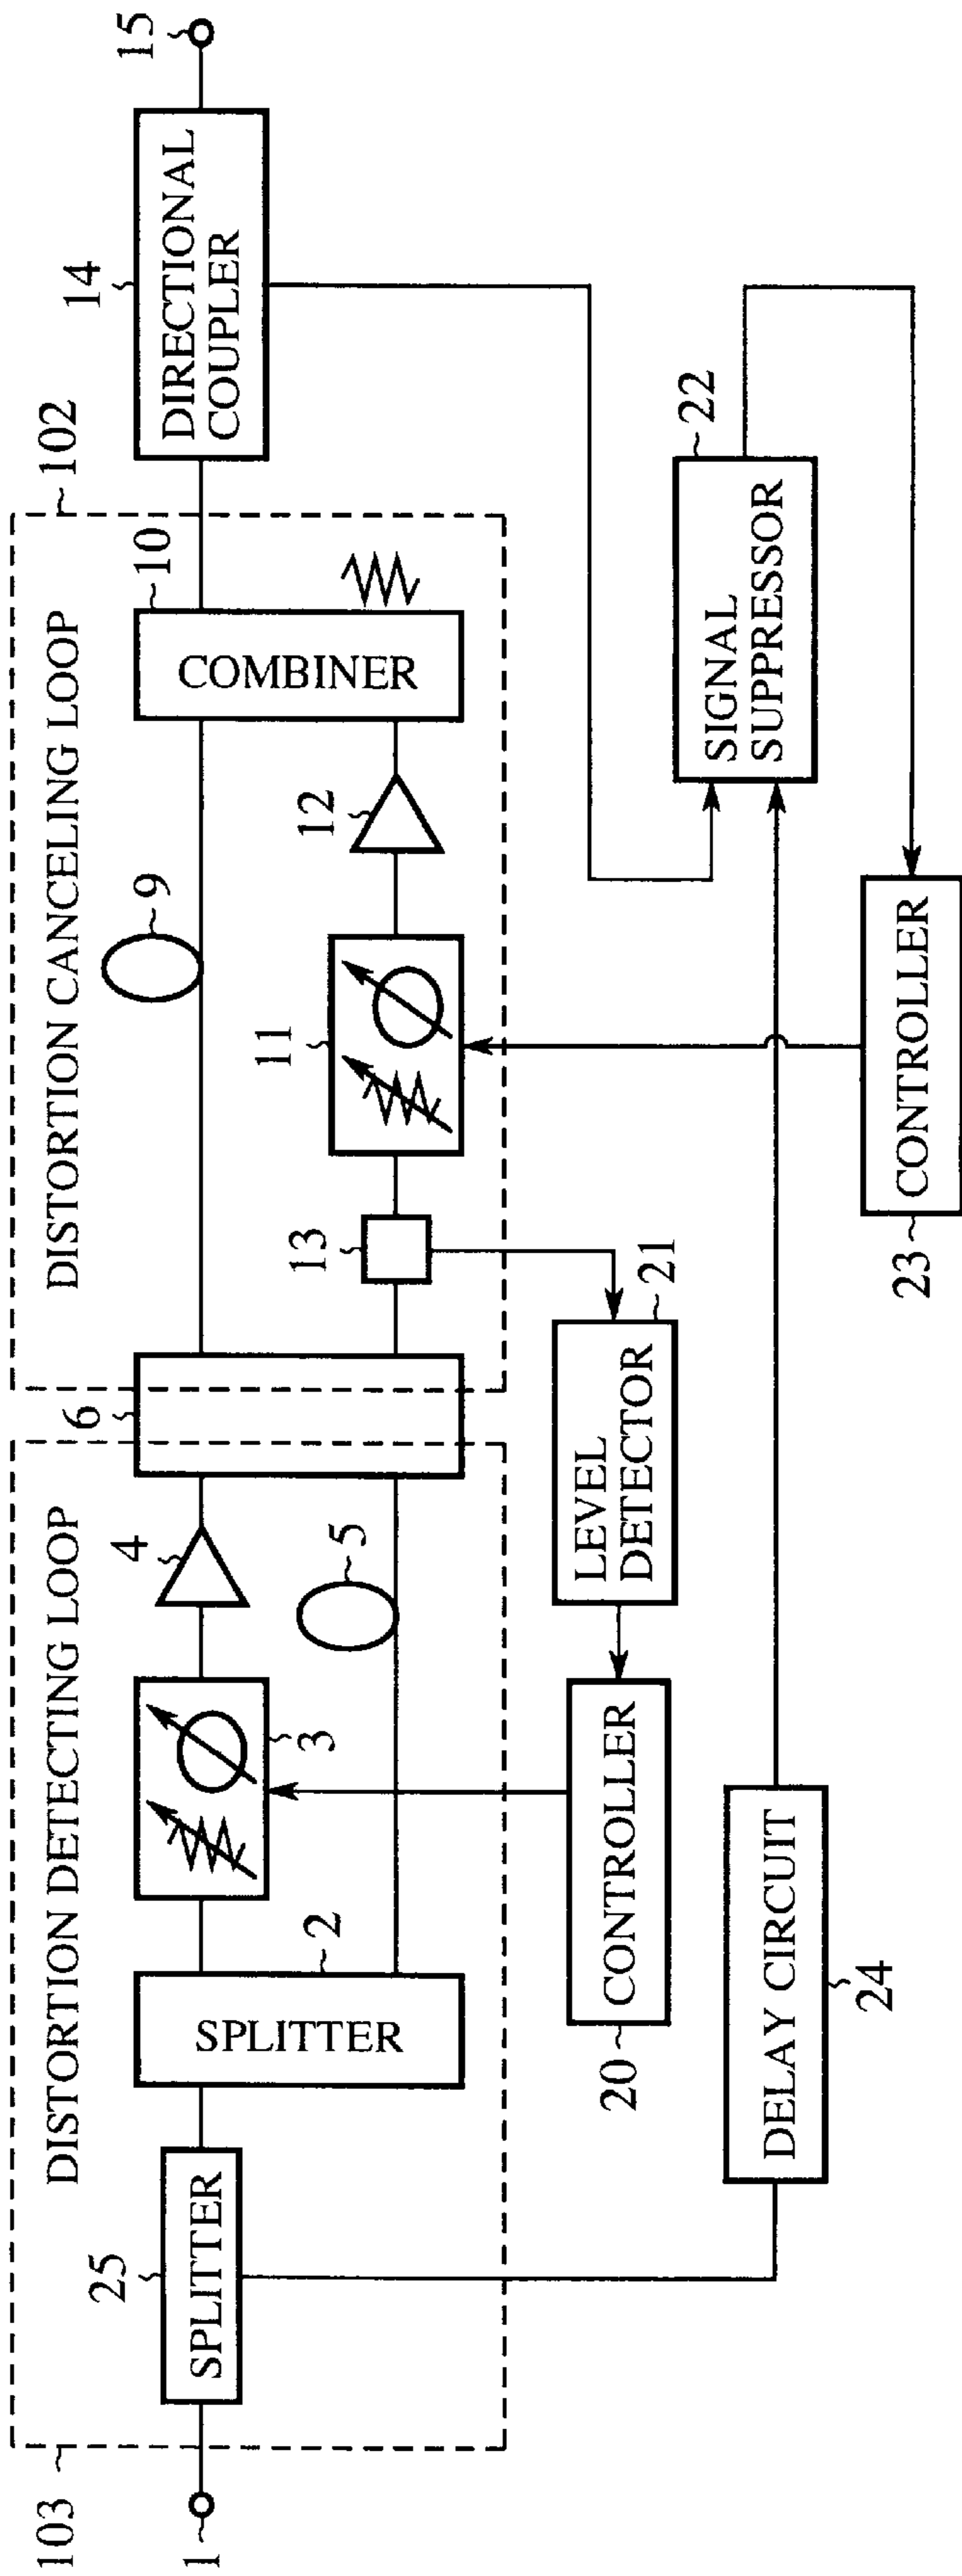 103
DISTORTION DETECTING LOOP
DISTORTION CANCELING LOOP
102
1
25
SPLITTER
2
SPLITTER
3
4
5
6
9
13
11
12
10
COMBINER
14
DIRECTIONAL
COUPLER
15
20
CONTROLLER
21
LEVEL
DETECTOR
22
SIGNAL
SUPPRESSOR
24
DELAY CIRCUIT
23
CONTROLLER